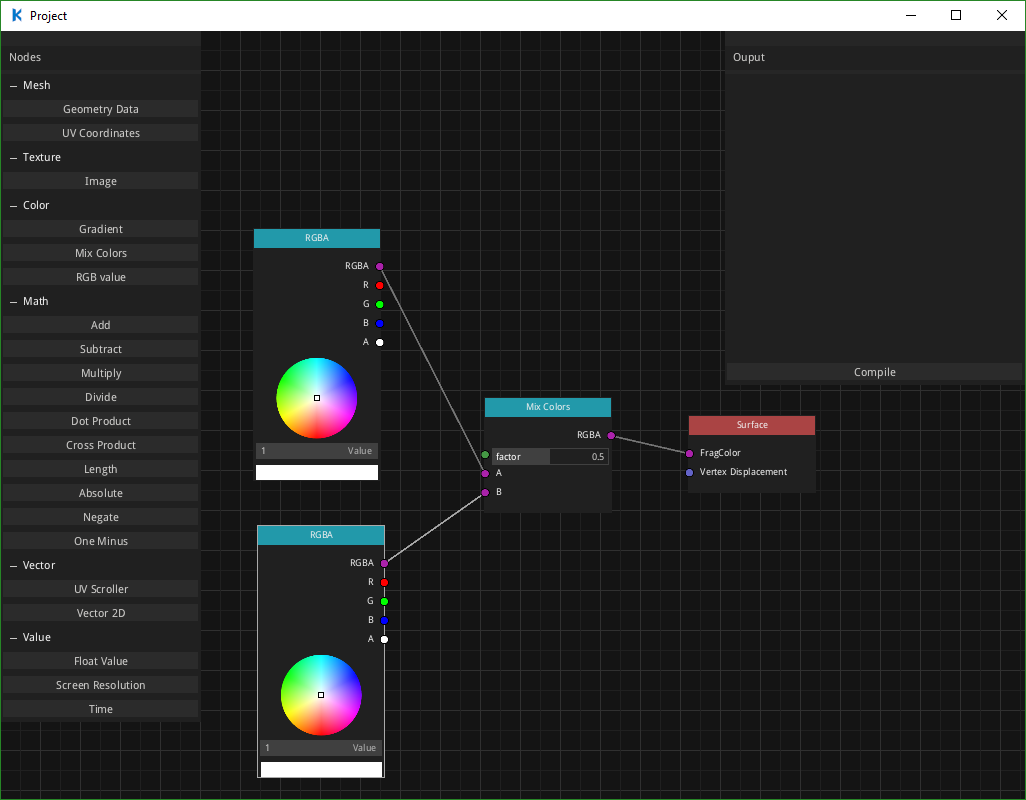 Project
Nodes
Mesh
Geometry Data
UV Coordinates
Texture
Image
Color
Gradient
Mix Colors
RGB value
Math
Add
Subtract
Multiply
Divide
Dot Product
Cross Product
Length
Absolute
Negate
One Minus
Vector
UV Scroller
Vector 2D
Value
Float Value
Screen Resolution
Time
RGBA
RGBA
R
G
B
A
1 Value
RGBA
RGBA
R
G
B
A
1 Value
Mix Colors
RGBA
factor 0.5
A
B
Surface
FragColor
Vertex Displacement
Ouput
Compile